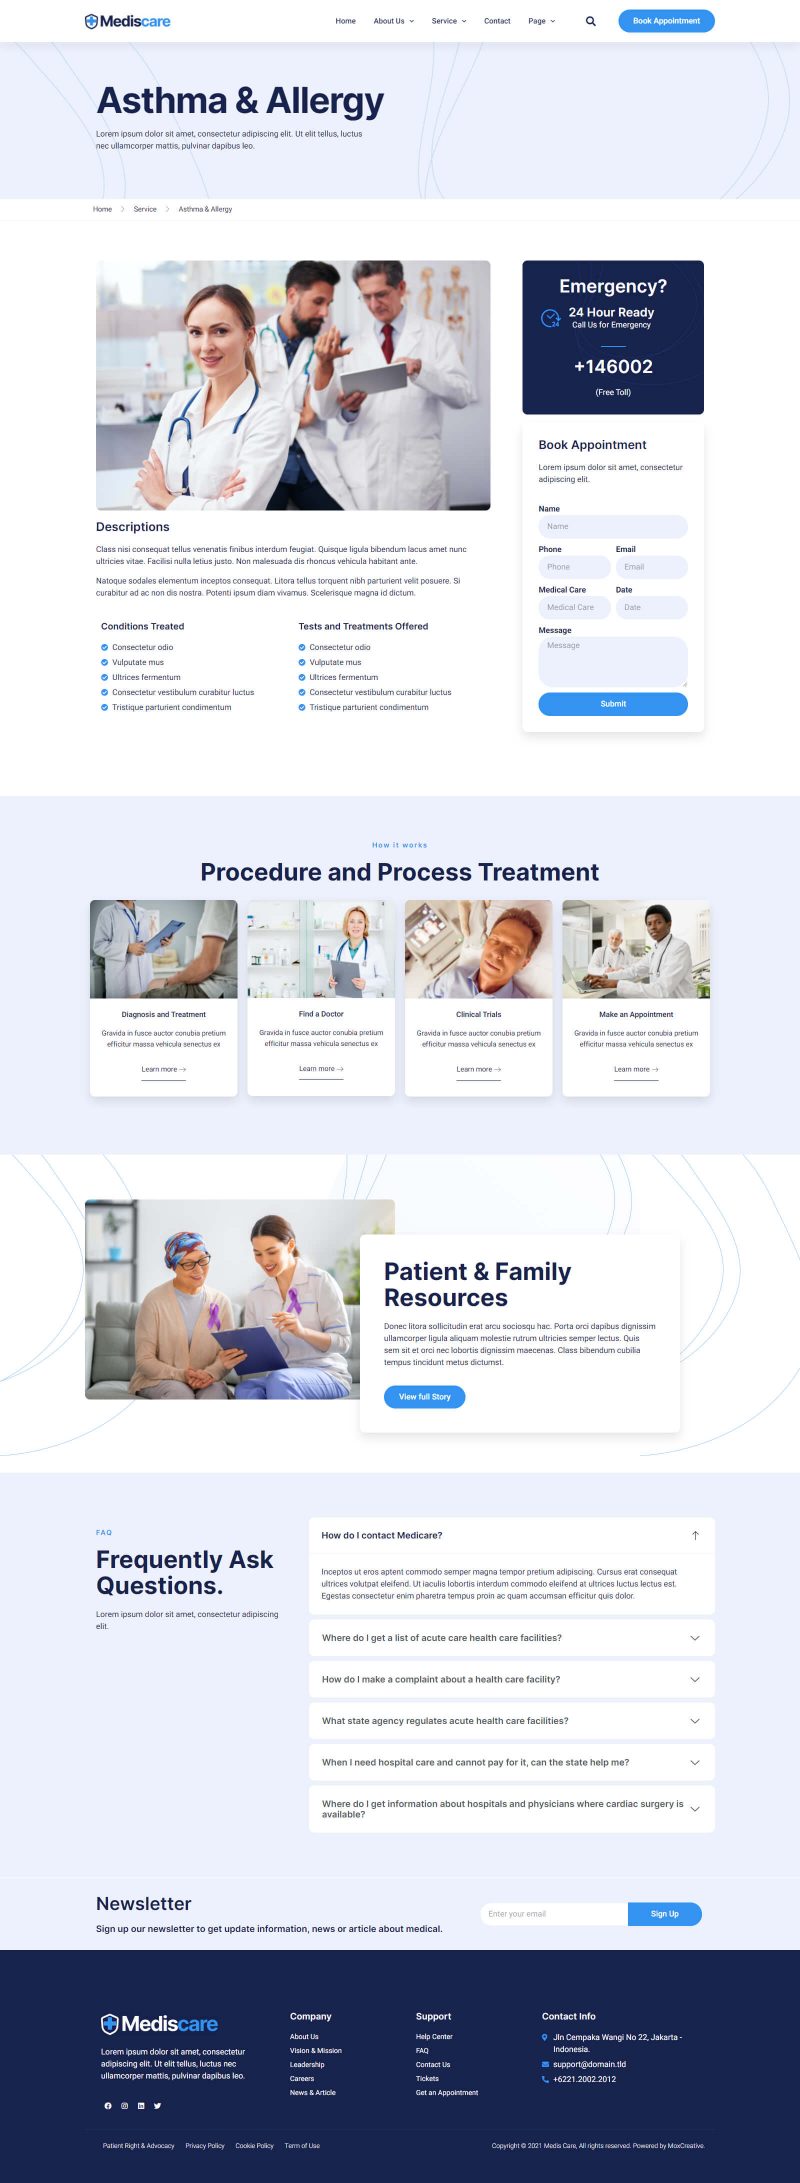 Mediscare
Home About Us Service Contact Page Book Appointment
Asthma & Allergy
Lorem ipsum dolor sit amet, consectetur adipiscing elit. Ut elit tellus, luctus
nec ullamcorper mattis, pulvinar dapibus leo.
Home Service Asthma & Allergy
Emergency?
24 Hour Ready
24
Call Us for Emergency
+146002
(Free Toll)
Descriptions
Class nisi consequat tellus venenatis finibus interdum feugiat. Quisque ligula bibendum lacus amet nunc
ultricies vitae. Facilisi nulla letius justo. Non malesuada dis rhoncus vehicula habitant ante.
Natoque sodales elementum inceptos consequat. Litora tellus torquent nibh parturient velit posuere. Si
curabitur ad ac non dis nostra. Potenti ipsum diam vivamus. Scelerisque magna id dictum.
Conditions Treated
Consectetur odio
Vulputate mus
Ultrices fermentum
Consectetur vestibulum curabitur luctus
Tristique parturient condimentum
Tests and Treatments Offered
Consectetur odio
Vulputate mus
Ultrices fermentum
Consectetur vestibulum curabitur luctus
Tristique parturient condimentum
Book Appointment
Lorem ipsum dolor sit amet, consectetur
adipiscing elit.
Name
Name
Phone Email
Phone Email
Medical Care Date
Medical Care Date
Message
Message
Submit
How it works
Procedure and Process Treatment
Diagnosis and Treatment
Gravida in fusce auctor conubia pretium
efficitur massa vehicula senectus ex
Learn more
Find a Doctor
Gravida in fusce auctor conubia pretium
efficitur massa vehicula senectus ex
Learn more
Clinical Trials
Gravida in fusce auctor conubia pretium
efficitur massa vehicula senectus ex
Learn more
Make an Appointment
Gravida in fusce auctor conubia pretium
efficitur massa vehicula senectus ex
Learn more
Patient & Family
Resources
Donec litora sollicitudin erat arcu sociosqu hac. Porta orci dapibus dignissim
ullamcorper ligula aliquam molestie rutrum ultricies semper lectus. Quis
sem sit et orci nec lobortis dignissim maecenas. Class bibendum cubilia
tempus tincidunt metus dictumst.
View full Story
FAQ
Frequently Ask
Questions.
Lorem ipsum dolor sit amet, consectetur adipiscing
elit.
How do I contact Medicare?
Inceptos ut eros aptent commodo semper magna tempor pretium adipiscing. Cursus erat consequat
ultrices volutpat eleifend. Ut iaculis lobortis interdum commodo eleifend at ultrices luctus lectus est.
Egestas consectetur enim pharetra tempus proin ac quam accumsan efficitur quis dolor.
Where do I get a list of acute care health care facilities?
How do I make a complaint about a health care facility?
What state agency regulates acute health care facilities?
When I need hospital care and cannot pay for it, can the state help me?
Where do I get information about hospitals and physicians where cardiac surgery is
available?
Newsletter
Sign up our newsletter to get update information, news or article about medical.
Enter your email Sign Up
Mediscare
Lorem ipsum dolor sit amet, consectetur
adipiscing elit. Ut elit tellus, luctus nec
ullamcorper mattis, pulvinar dapibus leo.
Company
About Us
Vision & Mission
Leadership
Careers
News & Article
Support
Help Center
FAQ
Contact Us
Tickets
Get an Appointment
Contact Info
Jln Cempaka Wangi No 22, Jakarta -
Indonesia.
support@domain.tld
+6221.2002.2012
Patient Right & Advocacy Privacy Policy Cookie Policy Term of Use
Copyright © 2021 Medis Care, All rights reserved. Powered by MoxCreative.